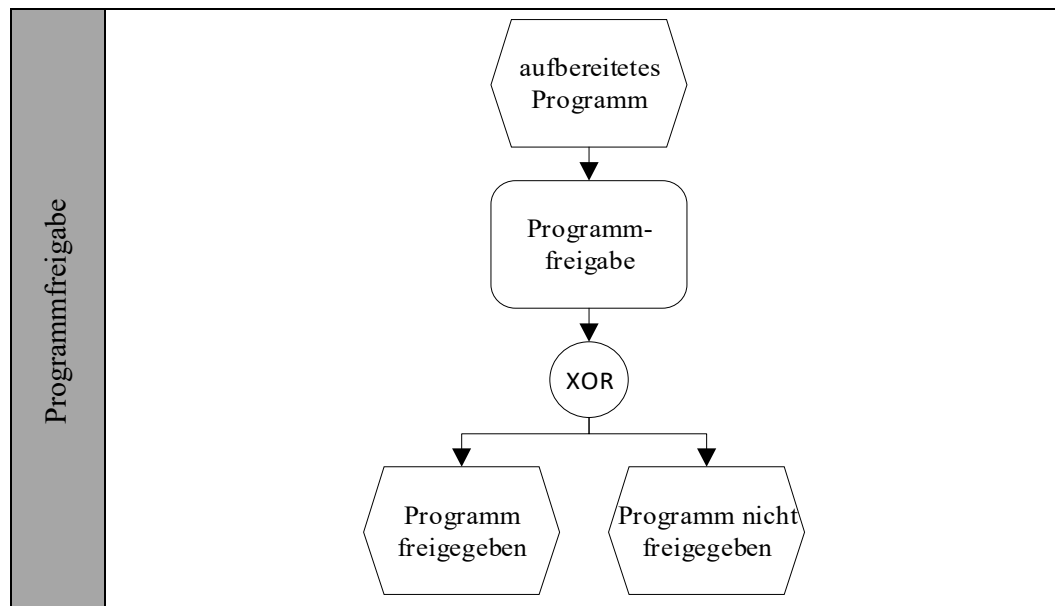 Programmfreigabe
aufbereitetes
Programm
Programm-
freigabe
XOR
Programm
freigegeben
Programm nicht
freigegeben